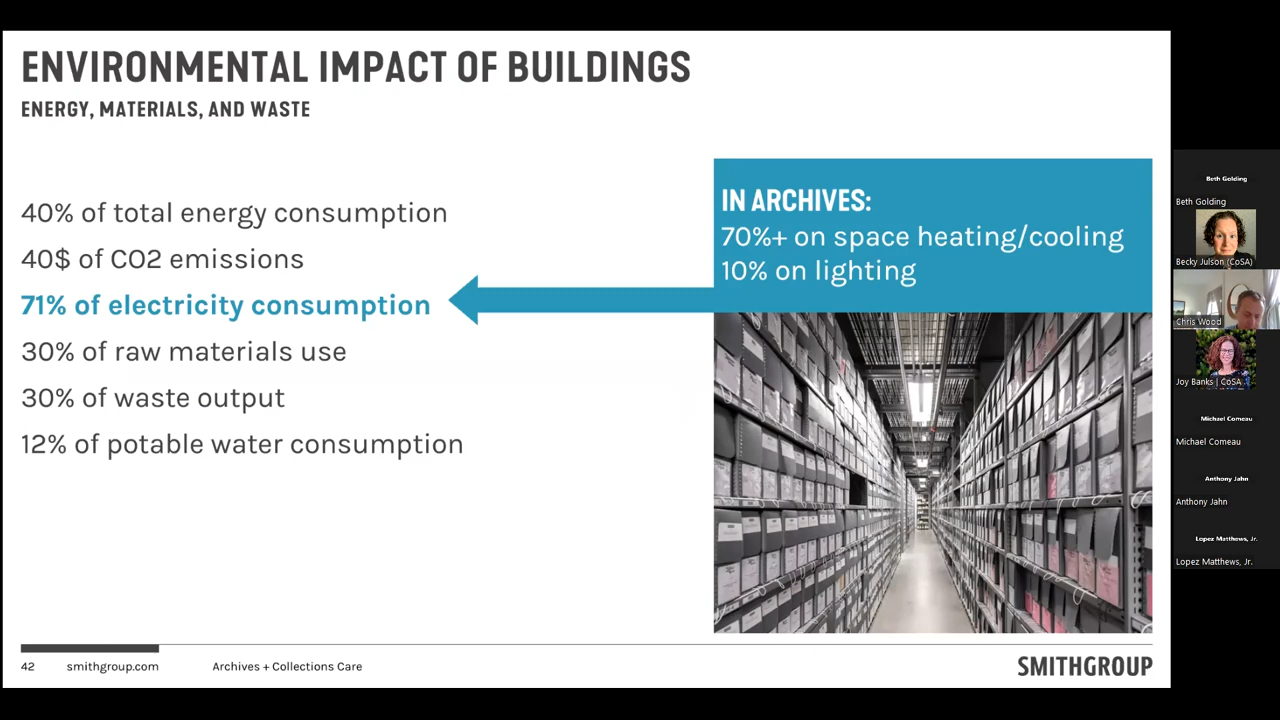 ENVIRONMENTAL IMPACT OF BUILDINGS
ENERGY, MATERIALS, AND WASTE
40% of total energy consumption
40$ of CO2 emissions
71% of electricity consumption
30% of raw materials use
30% of waste output
12% of potable water consumption
IN ARCHIVES:
70%+ on space heating/cooling
10% on lighting
42
smithgroup.com
Archives + Collections Care
SMITHGROUP
Beth Golding
Beth Golding
Becky Julson (CoSA)
Chris Wood
Joy Banks | CoSA
Michael Comeau
Michael Comeau
Anthony Jahn
Anthony Jahn
Lopez Matthews, Jr.
Lopez Matthews, Jr.